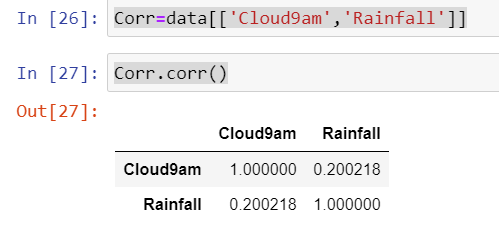 In [26]: Corr=data[['Cloud9am','Rainfall']]
In [27]: Corr.corr()
Out[27]:
Cloud9am Rainfall
Cloud9am 1.000000 0.200218
Rainfall 0.200218 1.000000